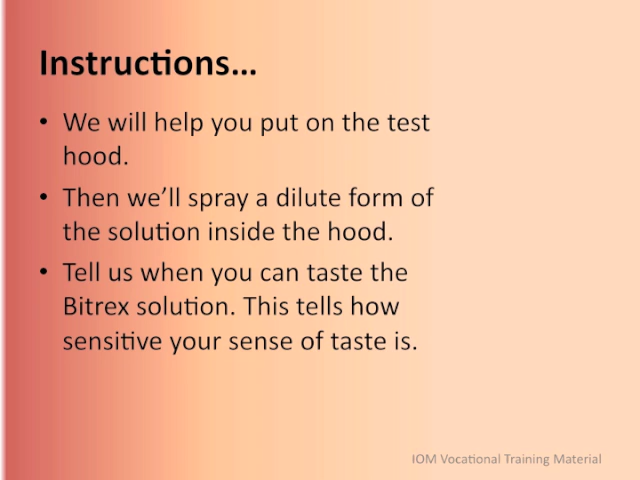 Instructions…
• We will help you put on the test
hood.
• Then we’ll spray a dilute form of
the solution inside the hood.
• Tell us when you can taste the
Bitrex solution. This tells how
sensitive your sense of taste is.
IOM Vocational Training Material